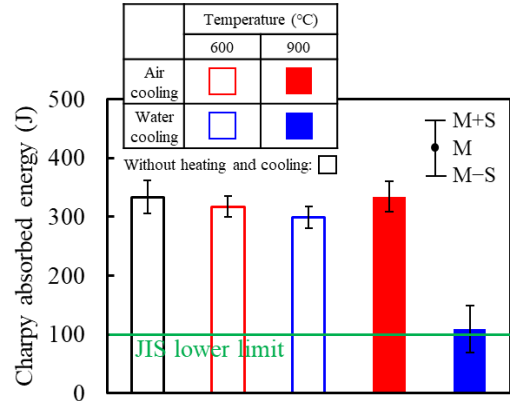 Temperature (°C)
600 900
Air cooling
Water cooling
Without heating and cooling:
M+S
M
M−S
Charpy absorbed energy (J)
500
400
300
200
100
0
JIS lower limit